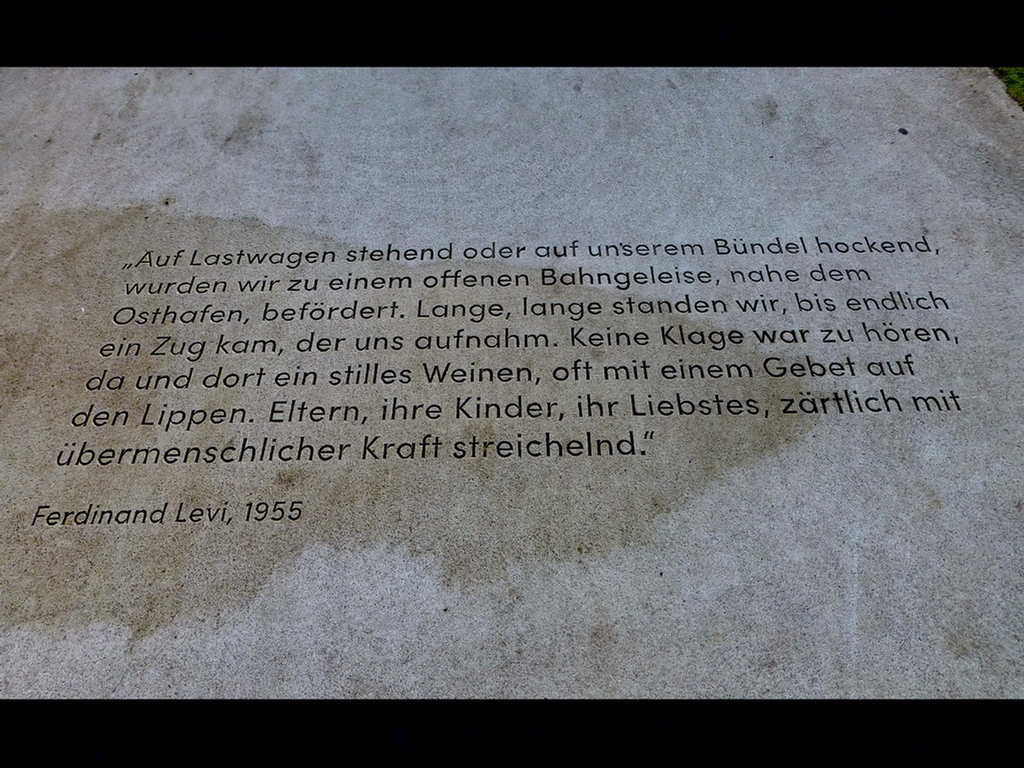 „Auf Lastwagen stehend oder auf unserem Bündel hockend,
wurden wir zu einem offenen Bahngeleise, nahe dem
Osthafen, befördert. Lange, lange standen wir, bis endlich
ein Zug kam, der uns aufnahm. Keine Klage war zu hören,
da und dort ein stilles Weinen, oft mit einem Gebet auf
den Lippen. Eltern, ihre Kinder, ihr Liebstes, zärtlich mit
übermenschlicher Kraft streichelnd.“
Ferdinand Levi, 1955